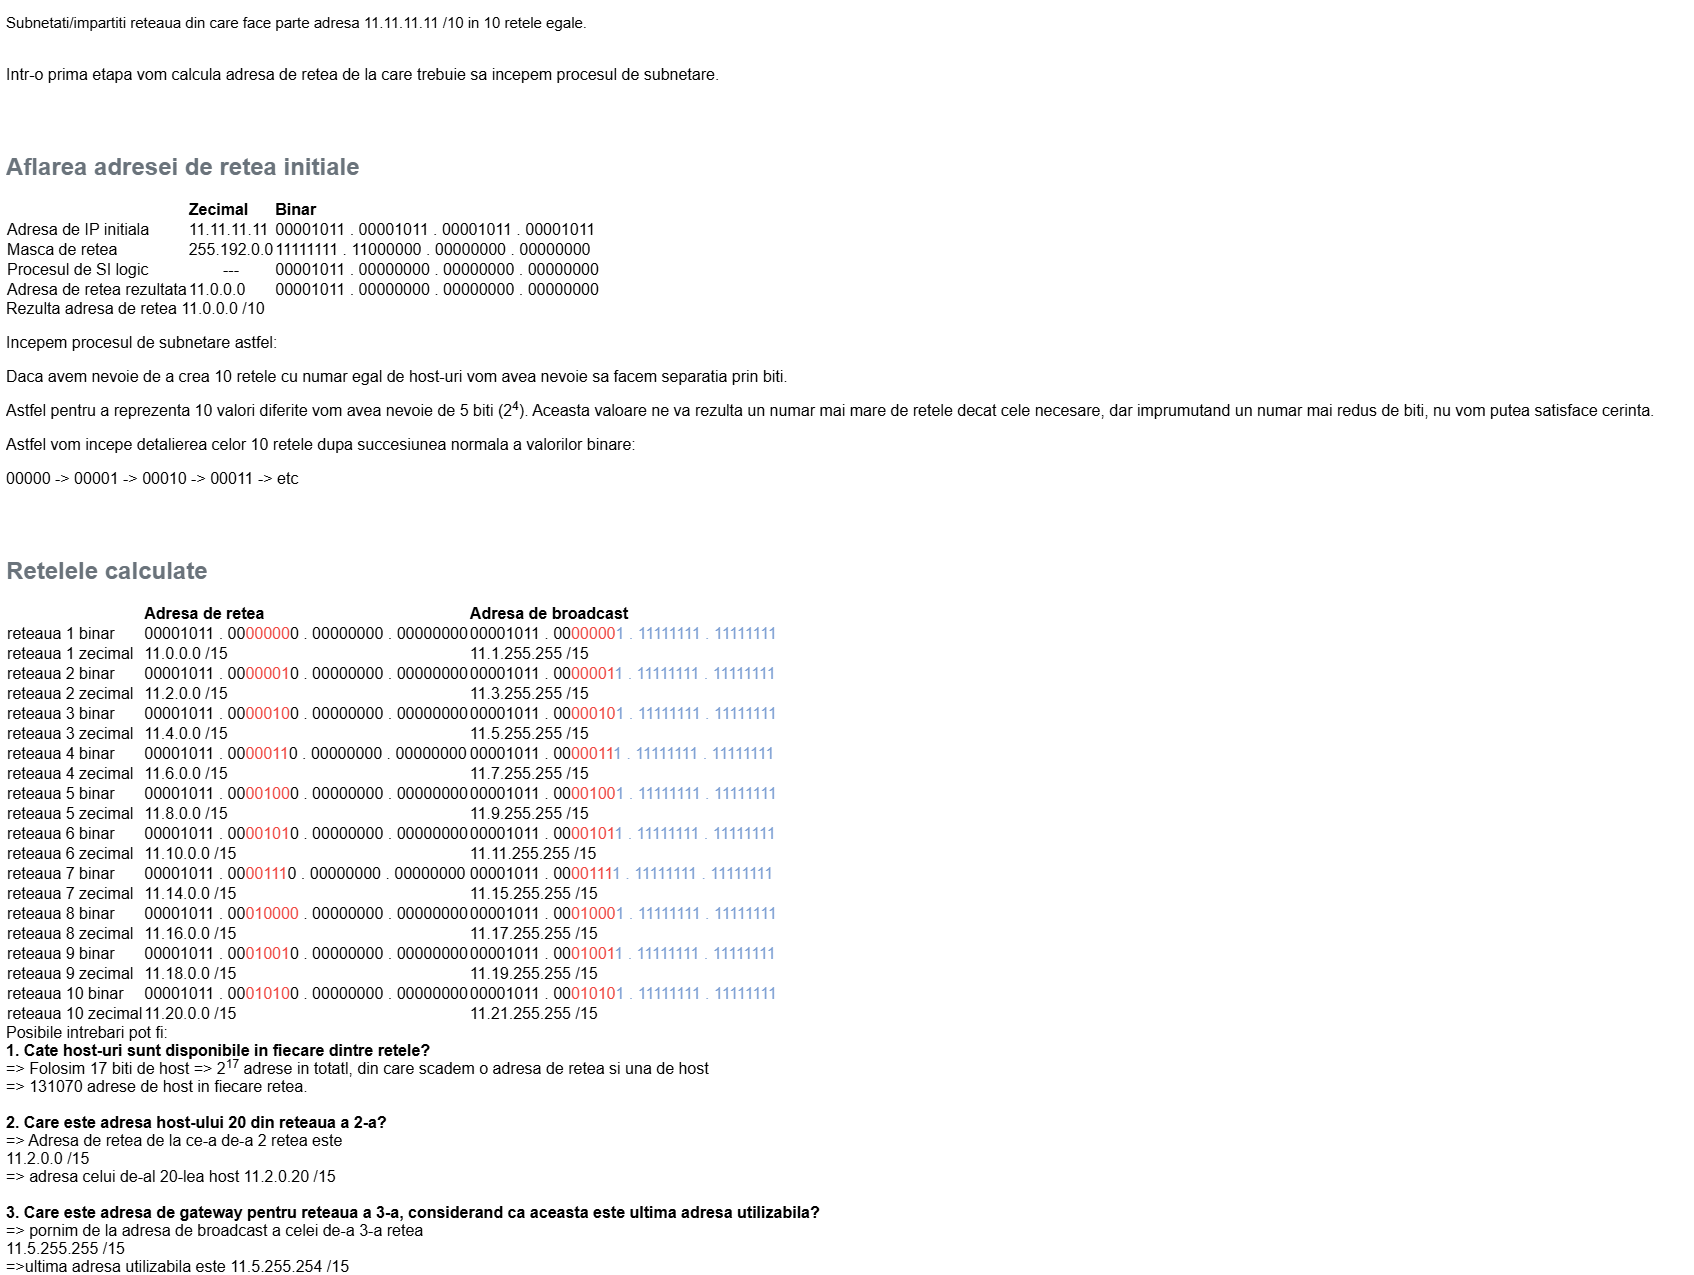 Subnetati/impartiti reteaua din care face parte adresa 11.11.11.11 /10 in 10 retele egale.
Intr-o prima etapa vom calcula adresa de retea de la care trebuie sa incepem procesul de subnetare.
Aflarea adresei de retea initiale
Zecimal Binar
Adresa de IP initiala 11.11.11.11 00001011 . 00001011 . 00001011 . 00001011
Masca de retea 255.192.0.0 11111111 . 11000000 . 00000000 . 00000000
Procesul de SI logic --- 00001011 . 00000000 . 00000000 . 00000000
Adresa de retea rezultata 11.0.0.0 00001011 . 00000000 . 00000000 . 00000000
Rezulta adresa de retea 11.0.0.0 /10
Incepem procesul de subnetare astfel:
Daca avem nevoie de a crea 10 retele cu numar egal de host-uri vom avea nevoie sa facem separatia prin biti.
Astfel pentru a reprezenta 10 valori diferite vom avea nevoie de 5 biti (2^4). Aceasta valoare ne va rezulta un numar mai mare de retele decat cele necesare, dar imprumutand un numar mai redus de biti, nu vom putea satisface cerinta.
Astfel vom incepe detalierea celor 10 retele dupa succesiunea normala a valorilor binare:
00000 -> 00001 -> 00010 -> 00011 -> etc
Retelele calculate
Adresa de retea Adresa de broadcast
reteaua 1 binar 00001011 . 00000000 . 00000000 . 00000000 00001011 . 00000001 . 11111111 . 11111111
reteaua 1 zecimal 11.0.0.0 /15 11.1.255.255 /15
reteaua 2 binar 00001011 . 00000010 . 00000000 . 00000000 00001011 . 00000011 . 11111111 . 11111111
reteaua 2 zecimal 11.2.0.0 /15 11.3.255.255 /15
reteaua 3 binar 00001011 . 00000100 . 00000000 . 00000000 00001011 . 00000101 . 11111111 . 11111111
reteaua 3 zecimal 11.4.0.0 /15 11.5.255.255 /15
reteaua 4 binar 00001011 . 00000110 . 00000000 . 00000000 00001011 . 00000111 . 11111111 . 11111111
reteaua 4 zecimal 11.6.0.0 /15 11.7.255.255 /15
reteaua 5 binar 00001011 . 00001000 . 00000000 . 00000000 00001011 . 00001001 . 11111111 . 11111111
reteaua 5 zecimal 11.8.0.0 /15 11.9.255.255 /15
reteaua 6 binar 00001011 . 00001010 . 00000000 . 00000000 00001011 . 00001011 . 11111111 . 11111111
reteaua 6 zecimal 11.10.0.0 /15 11.11.255.255 /15
reteaua 7 binar 00001011 . 00001110 . 00000000 . 00000000 00001011 . 00001111 . 11111111 . 11111111
reteaua 7 zecimal 11.14.0.0 /15 11.15.255.255 /15
reteaua 8 binar 00001011 . 00010000 . 00000000 . 00000000 00001011 . 00010001 . 11111111 . 11111111
reteaua 8 zecimal 11.16.0.0 /15 11.17.255.255 /15
reteaua 9 binar 00001011 . 00010010 . 00000000 . 00000000 00001011 . 00010011 . 11111111 . 11111111
reteaua 9 zecimal 11.18.0.0 /15 11.19.255.255 /15
reteaua 10 binar 00001011 . 00010100 . 00000000 . 00000000 00001011 . 00010101 . 11111111 . 11111111
reteaua 10 zecimal 11.20.0.0 /15 11.21.255.255 /15
Posibile intrebari pot fi:
1. Cate host-uri sunt disponibile in fiecare dintre retele?
=> Folosim 17 biti de host => 2^17 adrese in totatl, din care scadem o adresa de retea si una de host
=> 131070 adrese de host in fiecare retea.
2. Care este adresa host-ului 20 din reteaua a 2-a?
=> Adresa de retea de la ce-a de-a 2 retea este
11.2.0.0 /15
=> adresa celui de-al 20-lea host 11.2.0.20 /15
3. Care este adresa de gateway pentru reteaua a 3-a, considerand ca aceasta este ultima adresa utilizabila?
=> pornim de la adresa de broadcast a celei de-a 3-a retea
11.5.255.255 /15
=>ultima adresa utilizabila este 11.5.255.254 /15